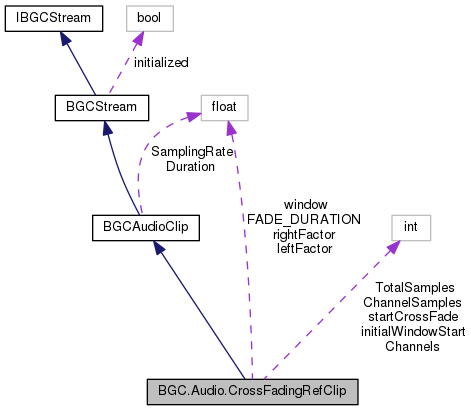 IBGCStream
bool
initialized
BGCStream
float
SamplingRate
Duration
BGCAudioClip
window
FADE_DURATION
rightFactor
leftFactor
int
TotalSamples
ChannelSamples
startCrossFade
initialWindowStart
Channels
BGC.Audio.CrossFadingRefClip